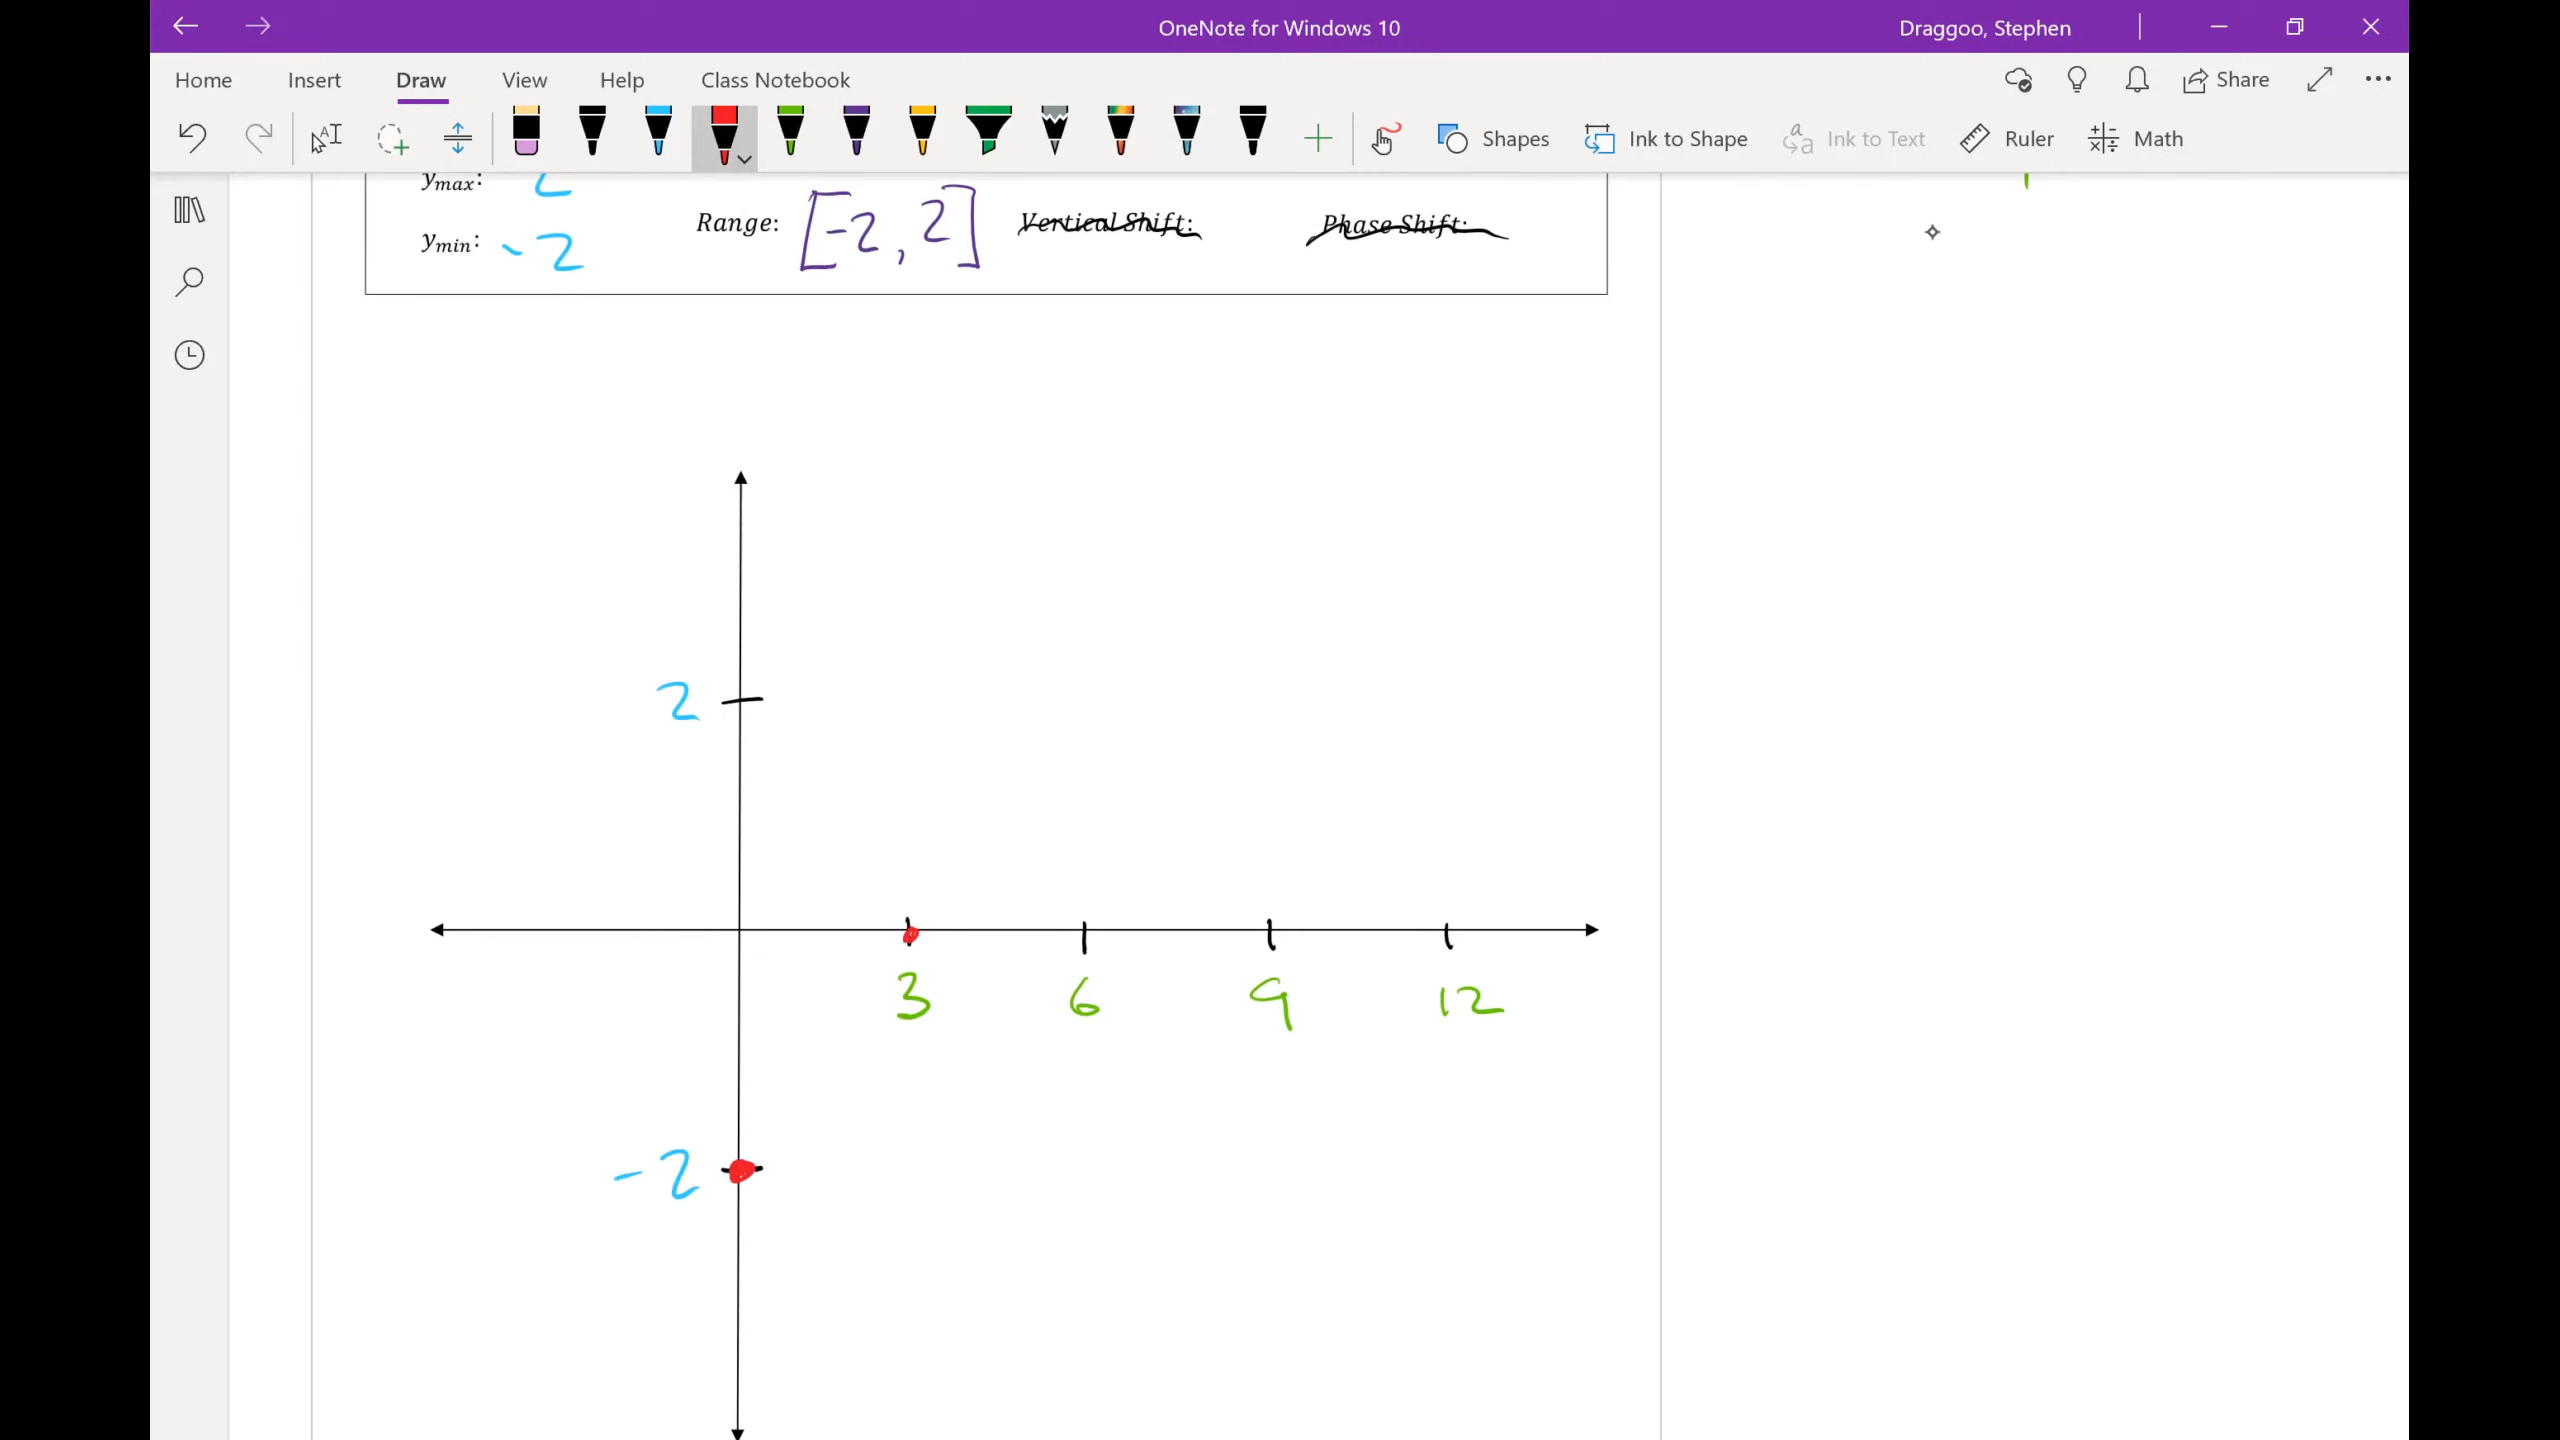 OneNote for Windows 10
Draggoo, Stephen
Home Insert Draw View Help Class Notebook Share
Shapes Ink to Shape Ink to Text Ruler Math
ymax: 2
ymin: -2 Range: [-2, 2] Vertical Shift: Phase Shift:
2
3 6 9 12
-2